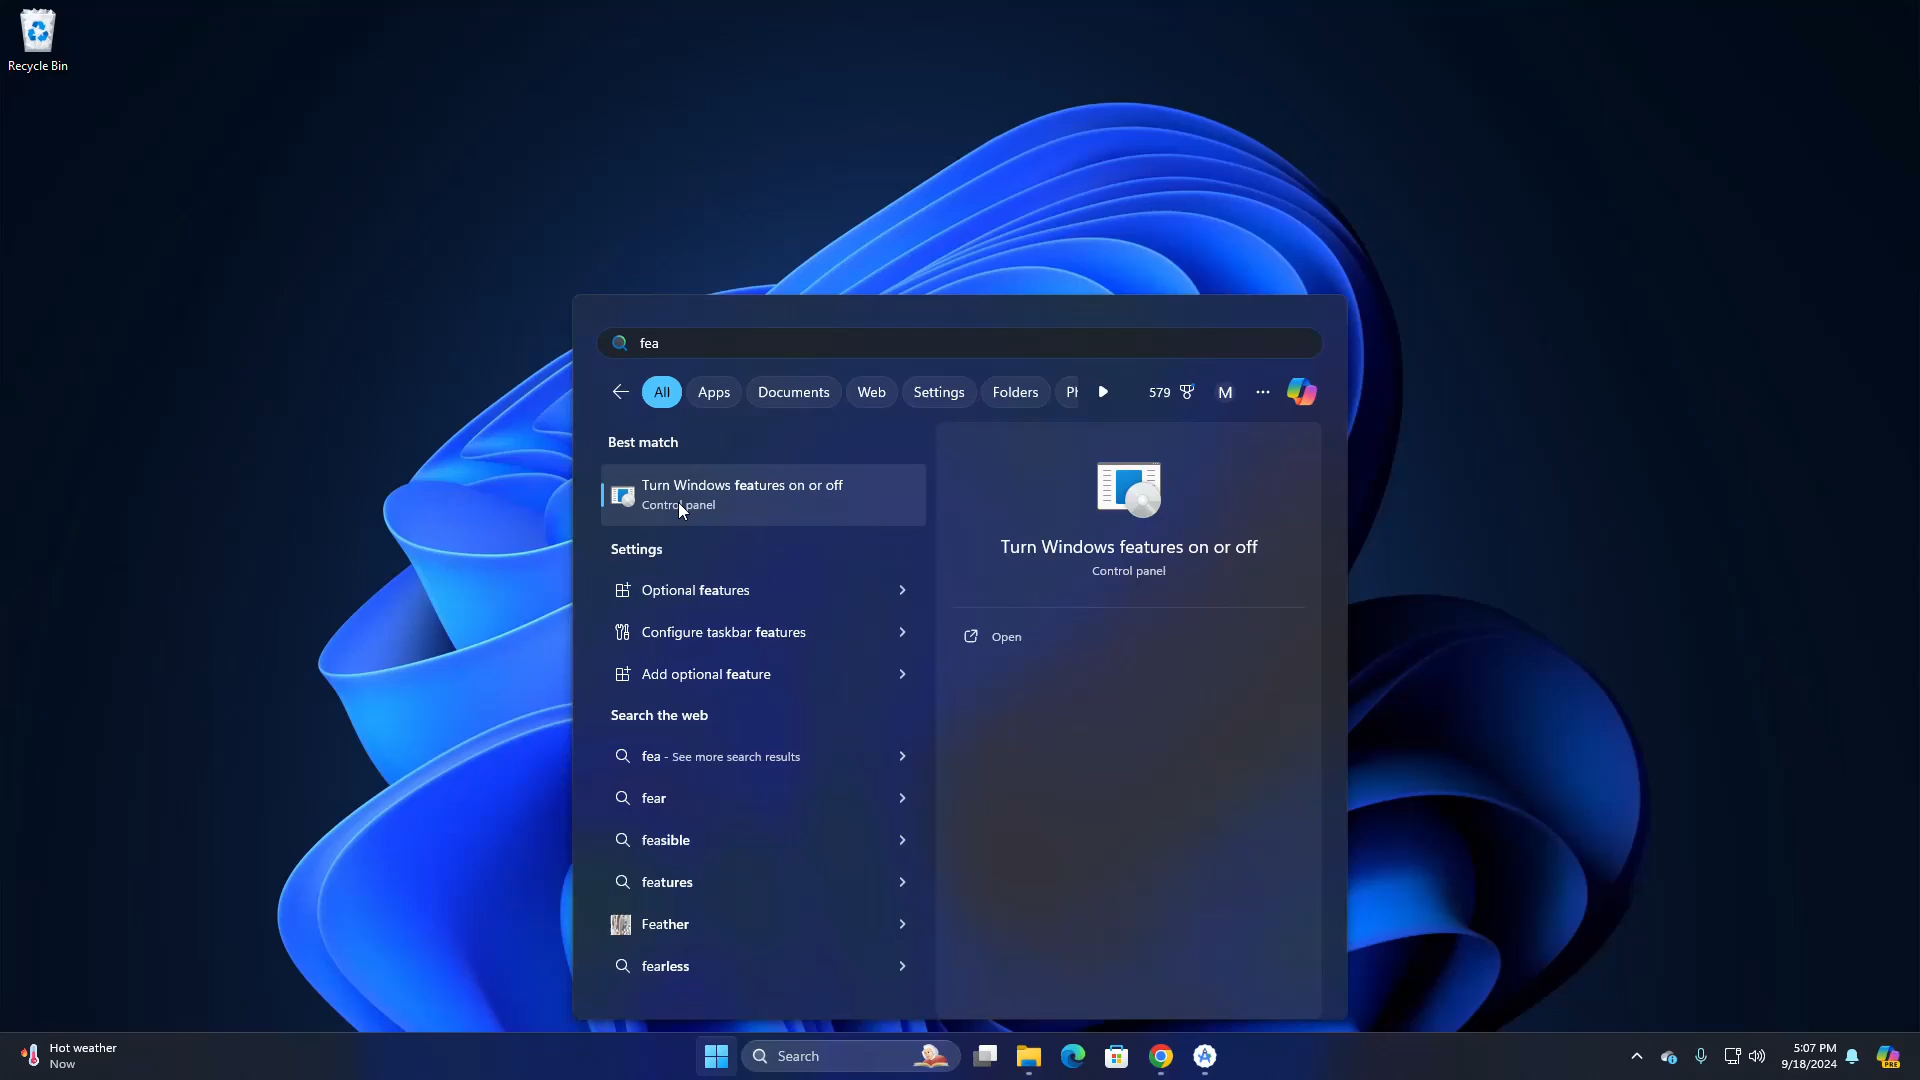 Recycle Bin
fea
All
Apps
Documents
Web
Settings
Folders
579
M
Best match
Turn Windows features on or off
Control panel
Settings
Optional features
Configure taskbar features
Add optional feature
Search the web
fea - See more search results
fear
feasible
features
Feather
fearless
Turn Windows features on or off
Control panel
Open
Hot weather
Now
Search
5:07 PM
9/18/2024
PRE